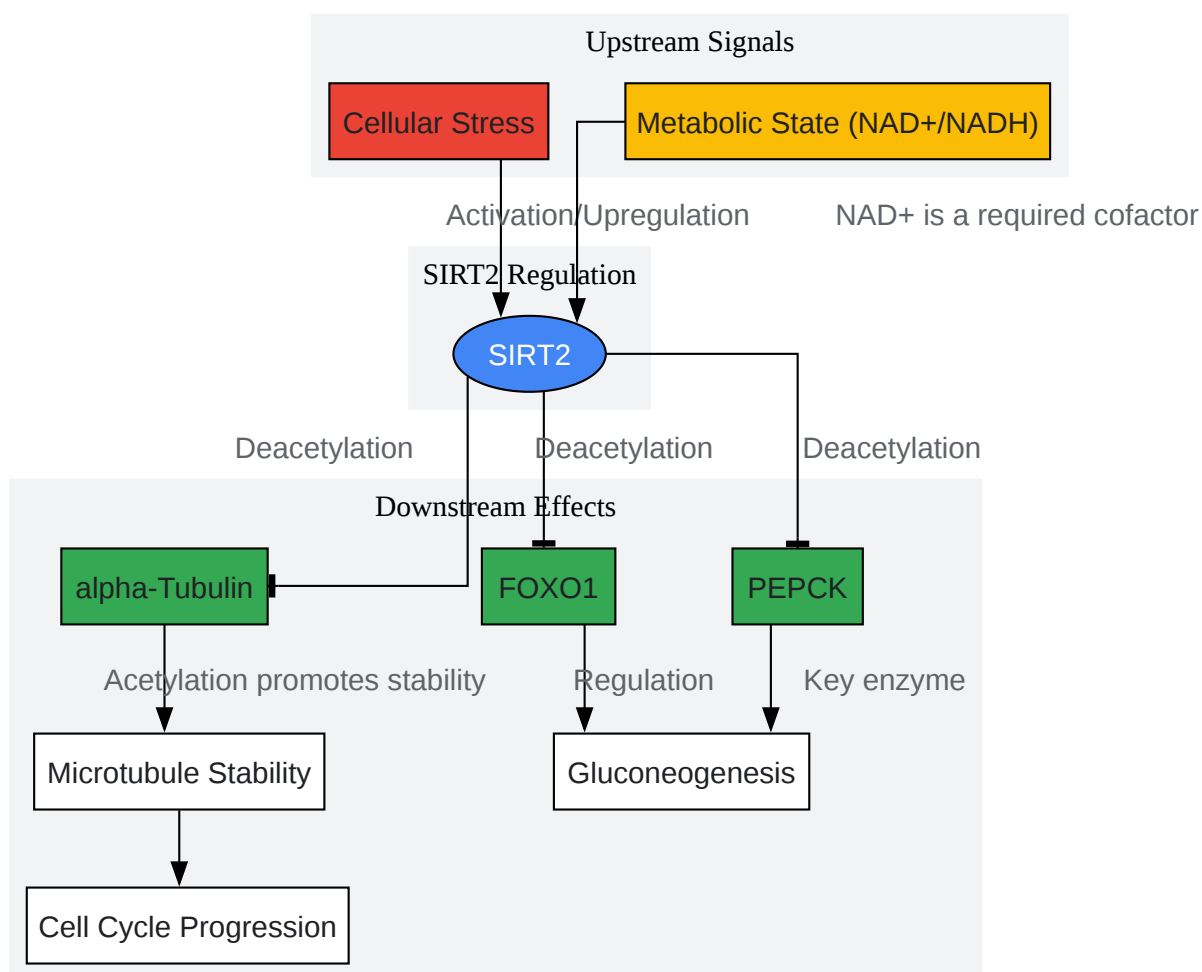 Upstream Signals
Cellular Stress
Metabolic State (NAD+/NADH)
Activation/Upregulation
NAD+ is a required cofactor
SIRT2 Regulation
SIRT2
Deacetylation
Deacetylation
Deacetylation
Downstream Effects
alpha-Tubulin
FOXO1
PEPCK
Acetylation promotes stability
Regulation
Key enzyme
Microtubule Stability
Gluconeogenesis
Cell Cycle Progression